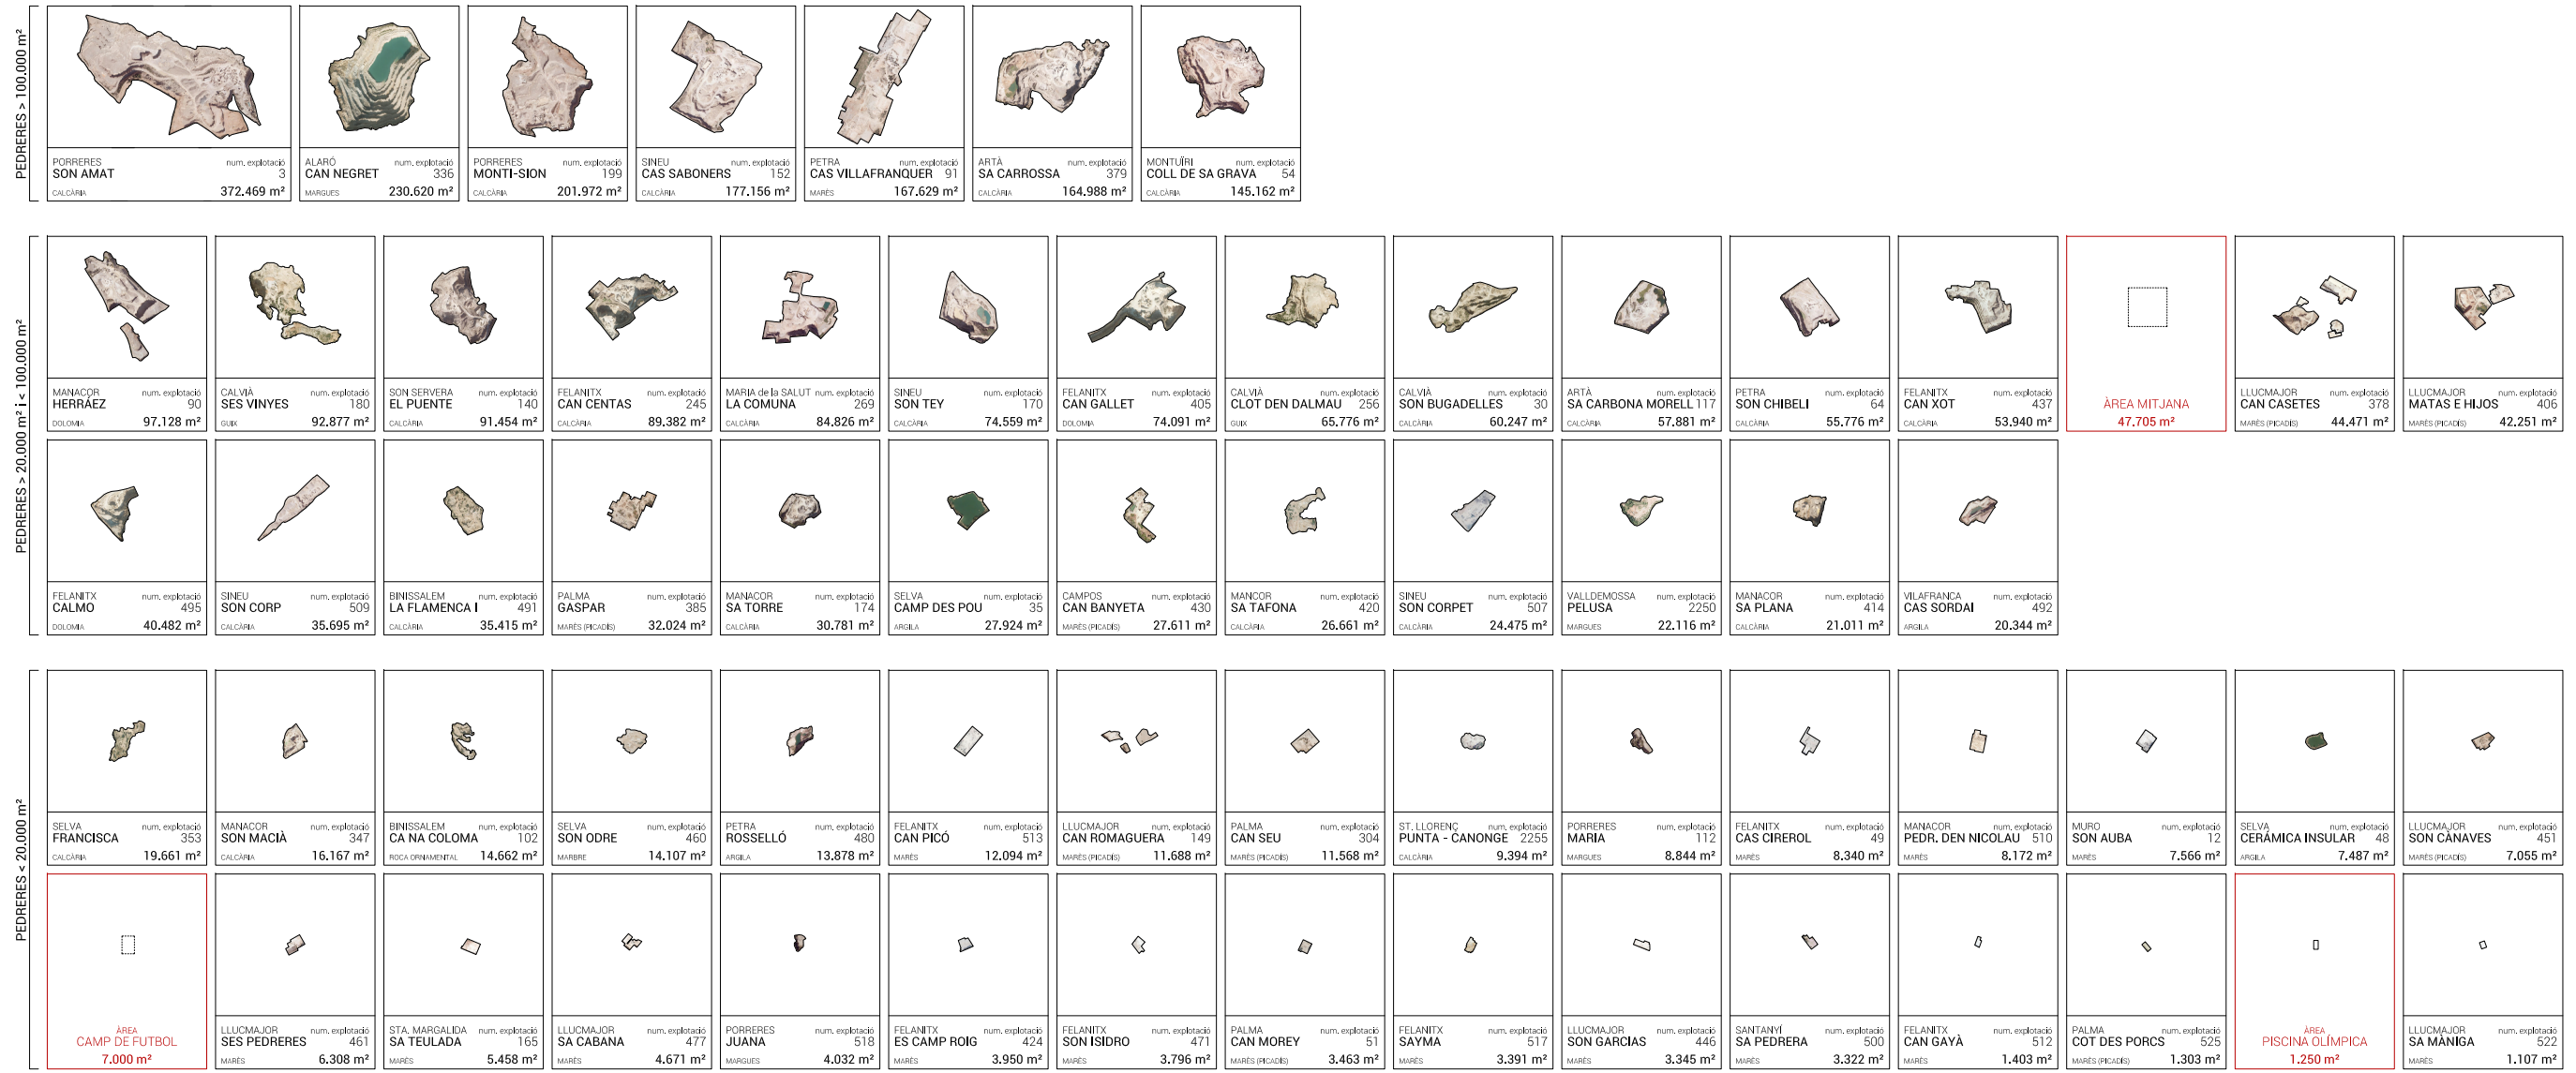 PEDRERES > 100.000 m²
PORRERES num. explotació
SON AMAT 3
CALCÀRIA 372.469 m²
ALARÓ num. explotació
CAN NEGRET 336
MARGUES 230.620 m²
PORRERES num. explotació
MONTI-SION 199
CALCÀRIA 201.972 m²
SINEU num. explotació
CAS SABONERS 152
CALCÀRIA 177.156 m²
PETRA num. explotació
CAS VILLAFRANQUER 91
MARÈS 167.629 m²
ARTÀ num. explotació
SA CARROSSA 379
CALCÀRIA 164.988 m²
MONTUÏRI num. explotació
COLL DE SA GRAVA 54
CALCÀRIA 145.162 m²
PEDRERES > 20.000 m² i < 100.000 m²
MANACOR num. explotació
HERRÁEZ 90
DOLOMIA 97.128 m²
CALVIÀ num. explotació
SES VINYES 180
GUIX 92.877 m²
SON SERVERA num. explotació
EL PUENTE 140
CALCÀRIA 91.454 m²
FELANITX num. explotació
CAN CENTAS 245
CALCÀRIA 89.382 m²
MARIA de la SALUT num. explotació
LA COMUNA 269
CALCÀRIA 84.826 m²
SINEU num. explotació
SON TEY 170
CALCÀRIA 74.559 m²
FELANITX num. explotació
CAN GALLET 405
DOLOMIA 74.091 m²
CALVIÀ num. explotació
CLOT DEN DALMAU 256
GUIX 65.776 m²
CALVIÀ num. explotació
SON BUGADELLES 30
CALCÀRIA 60.247 m²
ARTÀ num. explotació
SA CARBONA MORELL 117
CALCÀRIA 57.881 m²
PETRA num. explotació
SON CHIBELI 64
CALCÀRIA 55.776 m²
FELANITX num. explotació
CAN XOT 437
CALCÀRIA 53.940 m²
ÀREA MITJANA
47.705 m²
LLUCMAJOR num. explotació
CAN CASETES 378
MARÈS (PICADÍS) 44.471 m²
LLUCMAJOR num. explotació
MATAS E HIJOS 406
MARÈS (PICADÍS) 42.251 m²
FELANITX num. explotació
CALMO 495
DOLOMIA 40.482 m²
SINEU num. explotació
SON CORP 509
CALCÀRIA 35.695 m²
BINISSALEM num. explotació
LA FLAMENCA I 491
CALCÀRIA 35.415 m²
PALMA num. explotació
GASPAR 385
MARÈS (PICADÍS) 32.024 m²
MANACOR num. explotació
SA TORRE 174
CALCÀRIA 30.781 m²
SELVA num. explotació
CAMP DES POU 35
ARGILA 27.924 m²
CAMPOS num. explotació
CAN BANYETA 430
MARÈS (PICADÍS) 27.611 m²
MANCOR num. explotació
SA TAFONA 420
CALCÀRIA 26.661 m²
SINEU num. explotació
SON CORPET 507
CALCÀRIA 24.475 m²
VALLDEMOSSA num. explotació
PELUSA 2250
MARGUES 22.116 m²
MANACOR num. explotació
SA PLANA 414
CALCÀRIA 21.011 m²
VILAFRANCA num. explotació
CAS SORDAI 492
ARGILA 20.344 m²
PEDRERES < 20.000 m²
SELVA num. explotació
FRANCISCA 353
CALCÀRIA 19.661 m²
MANACOR num. explotació
SON MACIÀ 347
CALCÀRIA 16.167 m²
BINISSALEM num. explotació
CA NA COLOMA 102
ROCA ORNAMENTAL 14.662 m²
SELVA num. explotació
SON ODRE 460
MARBRE 14.107 m²
PETRA num. explotació
ROSSELLÓ 480
ARGILA 13.878 m²
FELANITX num. explotació
CAN PICÓ 513
MARÈS 12.094 m²
LLUCMAJOR num. explotació
CAN ROMAGUERA 149
MARÈS (PICADÍS) 11.688 m²
PALMA num. explotació
CAN SEU 304
MARÈS (PICADÍS) 11.568 m²
ST. LLORENÇ num. explotació
PUNTA - CANONGE 2255
CALCÀRIA 9.394 m²
PORRERES num. explotació
MARIA 112
MARGUES 8.844 m²
FELANITX num. explotació
CAS CIREROL 49
MARÈS 8.340 m²
MANACOR num. explotació
PEDR. DEN NICOLAU 510
MARÈS 8.172 m²
MURO num. explotació
SON AUBA 12
MARÈS 7.566 m²
SELVA num. explotació
CERÁMICA INSULAR 48
ARGILA 7.487 m²
LLUCMAJOR num. explotació
SON CÀNAVES 451
MARÈS (PICADÍS) 7.055 m²
ÀREA
CAMP DE FUTBOL
7.000 m²
LLUCMAJOR num. explotació
SES PEDRERES 461
MARÈS 6.308 m²
STA. MARGALIDA num. explotació
SA TEULADA 165
MARÈS 5.458 m²
LLUCMAJOR num. explotació
SA CABANA 477
MARÈS 4.671 m²
PORRERES num. explotació
JUANA 518
MARGUES 4.032 m²
FELANITX num. explotació
ES CAMP ROIG 424
MARÈS 3.950 m²
FELANITX num. explotació
SON ISIDRO 471
MARÈS 3.796 m²
PALMA num. explotació
CAN MOREY 51
MARÈS (PICADÍS) 3.463 m²
FELANITX num. explotació
SAYMA 517
MARÈS 3.391 m²
LLUCMAJOR num. explotació
SON GARCIAS 446
MARÈS 3.345 m²
SANTANYÍ num. explotació
SA PEDRERA 500
MARÈS 3.322 m²
FELANITX num. explotació
CAN GAYÀ 512
MARÈS 1.403 m²
PALMA num. explotació
COT DES PORCS 525
MARÈS (PICADÍS) 1.303 m²
ÀREA
PISCINA OLÍMPICA
1.250 m²
LLUCMAJOR num. explotació
SA MÀNIGA 522
MARÈS 1.107 m²